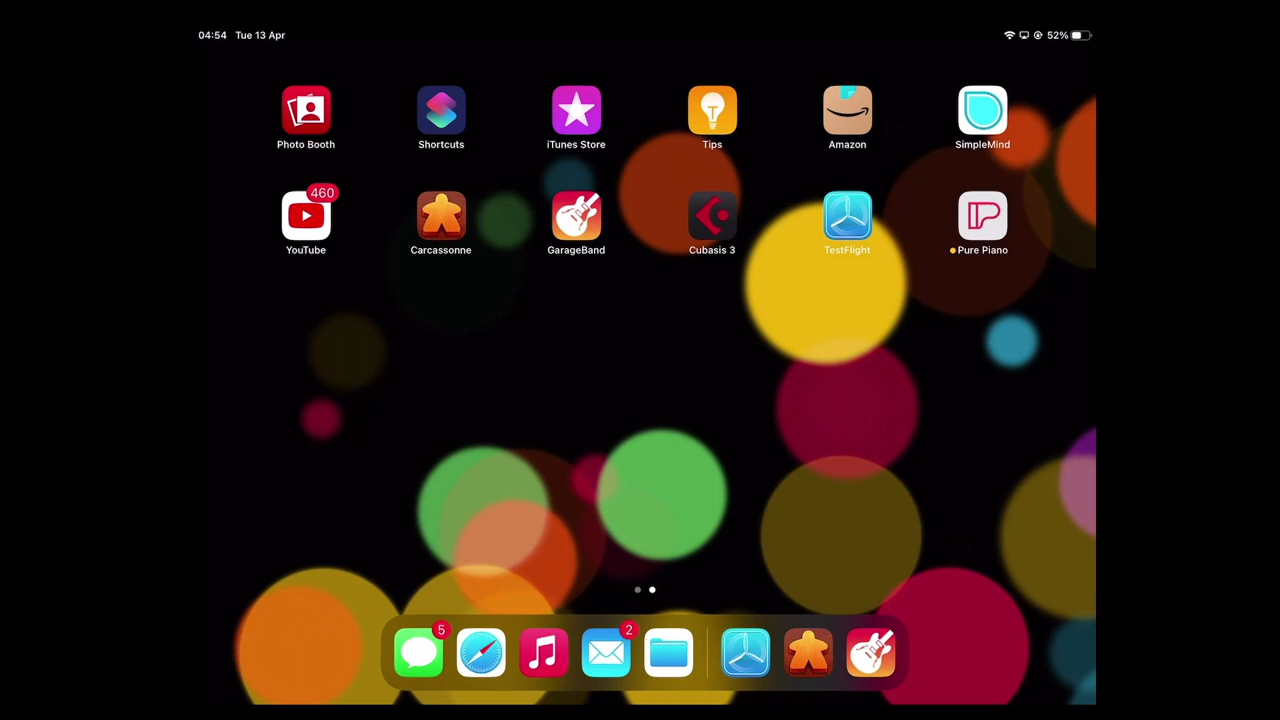 04:54 Tue 13 Apr 52%
Photo Booth Shortcuts iTunes Store Tips Amazon SimpleMind
460
YouTube Carcassonne GarageBand Cubasis 3 TestFlight Pure Piano
5 2